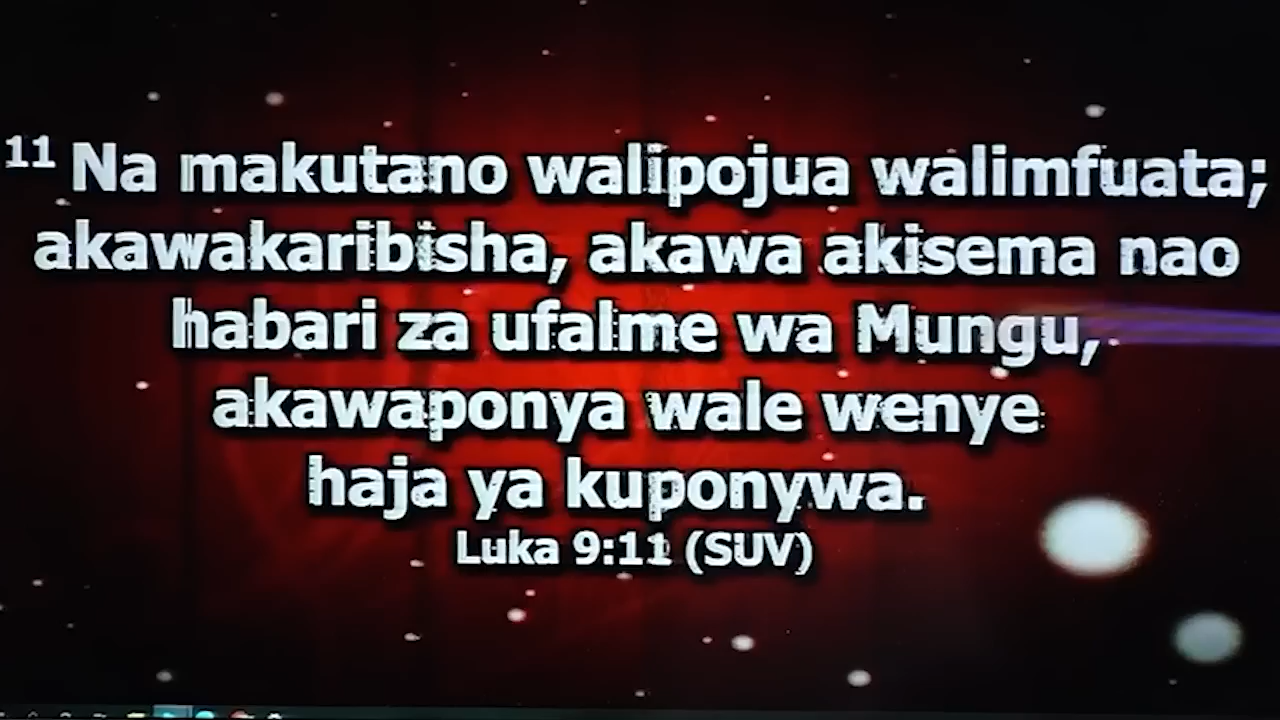 11 Na makutano walipojua walimfuata;
akawakaribisha, akawa akisema nao
habari za ufalme wa Mungu,
akawaponya wale wenye
haja ya kuponywa.
Luka 9:11 (SUV)